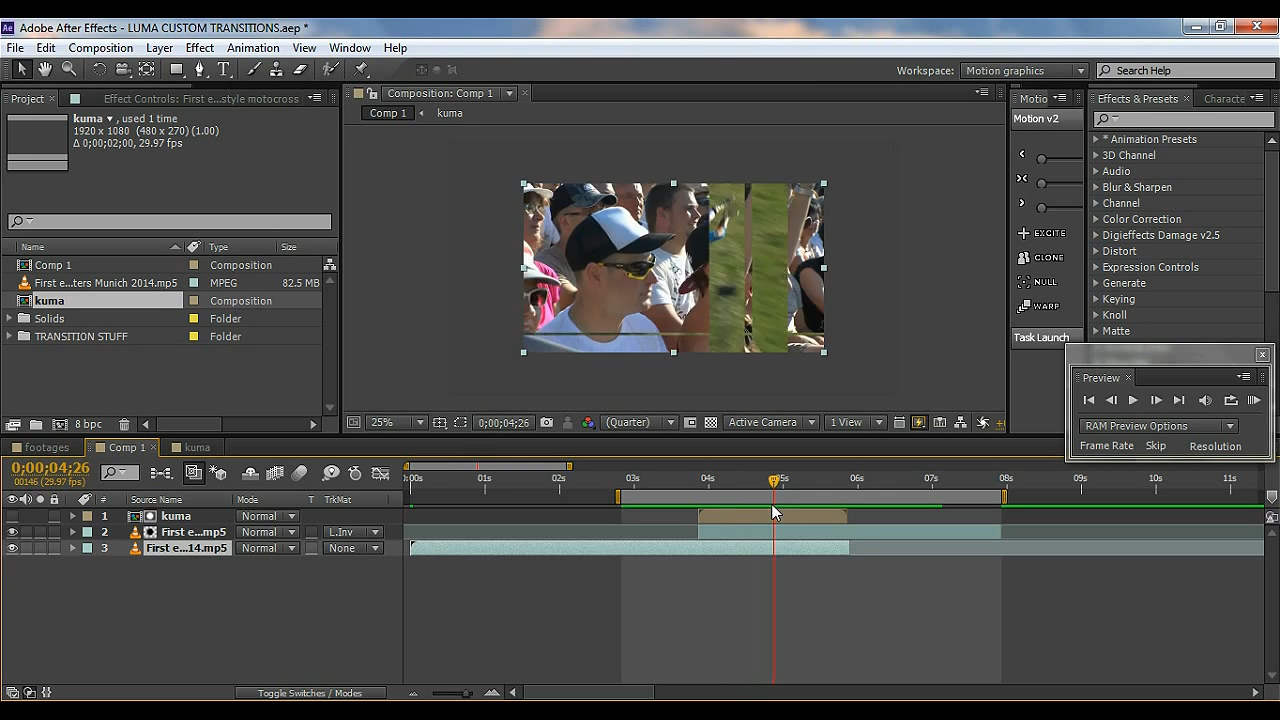 Adobe After Effects - LUMA CUSTOM TRANSITIONS.aep *
File Edit Composition Layer Effect Animation View Window Help
Workspace: Motion graphics Search Help
Project Effect Controls: First e...style motocross
Composition: Comp 1
Motio
Effects & Presets Characte
Comp 1 kuma
kuma , used 1 time
1920 x 1080 (480 x 270) (1.00)
Δ 0;00;02;00, 29.97 fps
Motion v2
EXCITE
CLONE
NULL
WARP
Task Launch
* Animation Presets
3D Channel
Audio
Blur & Sharpen
Channel
Color Correction
Digieffects Damage v2.5
Distort
Expression Controls
Generate
Keying
Knoll
Matte
Name Type Size
Comp 1 Composition
First e...ters Munich 2014.mp5 MPEG 82.5 MB
kuma Composition
Solids Folder
TRANSITION STUFF Folder
8 bpc
25% 0;00;04;26 (Quarter) Active Camera 1 View
Preview
RAM Preview Options
Frame Rate Skip Resolution
footages Comp 1 kuma
0;00;04;26
00146 (29.97 fps)
:00s 01s 02s 03s 04s 05s 06s 07s 08s 09s 10s 11s
# Source Name Mode T TrkMat
1 kuma Normal
2 First e...mp5 Normal L.Inv
3 First e...14.mp5 Normal None
Toggle Switches / Modes